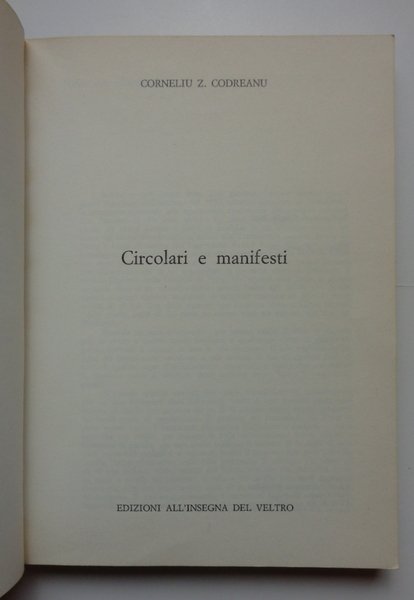 CORNELIU Z. CODREANU
Circolari e manifesti
EDIZIONI ALL'INSEGNA DEL VELTRO